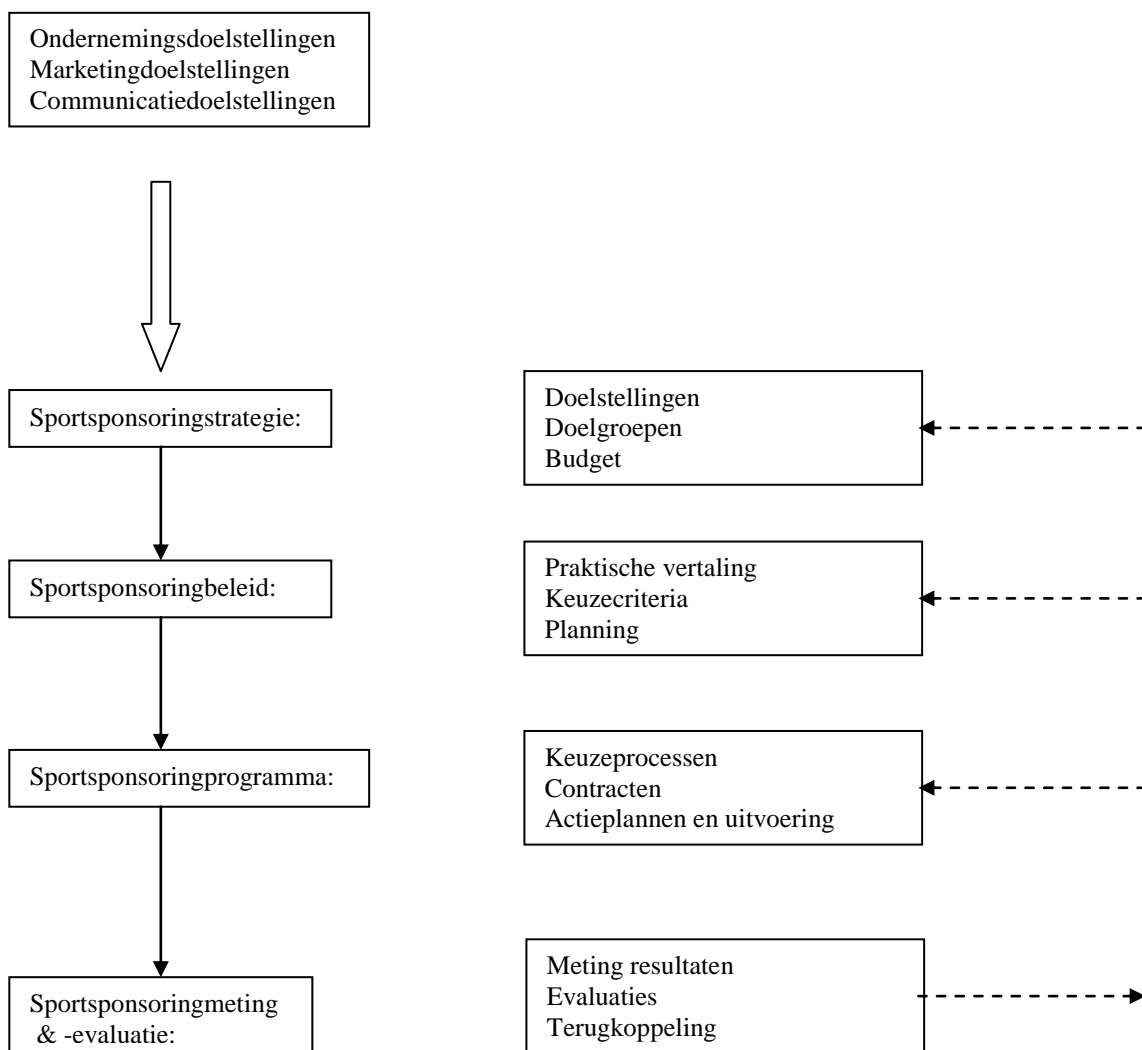 Ondernemingsdoelstellingen
Marketingdoelstellingen
Communicatiedoelstellingen
Sportsponsoringstrategie:
Doelstellingen
Doelgroepen
Budget
Sportsponsoringbeleid:
Praktische vertaling
Keuzecriteria
Planning
Sportsponsoringprogramma:
Keuzeprocessen
Contracten
Actieplannen en uitvoering
Sportsponsoringmeting
& -evaluatie:
Meting resultaten
Evaluaties
Terugkoppeling